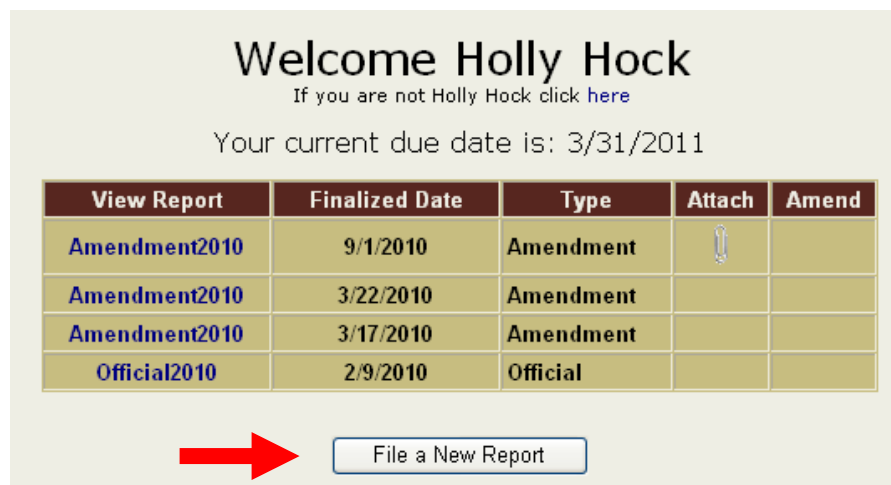 Welcome Holly Hock
If you are not Holly Hock click here
Your current due date is: 3/31/2011
View Report Finalized Date Type Attach Amend
Amendment2010 9/1/2010 Amendment
Amendment2010 3/22/2010 Amendment
Amendment2010 3/17/2010 Amendment
Official2010 2/9/2010 Official
File a New Report